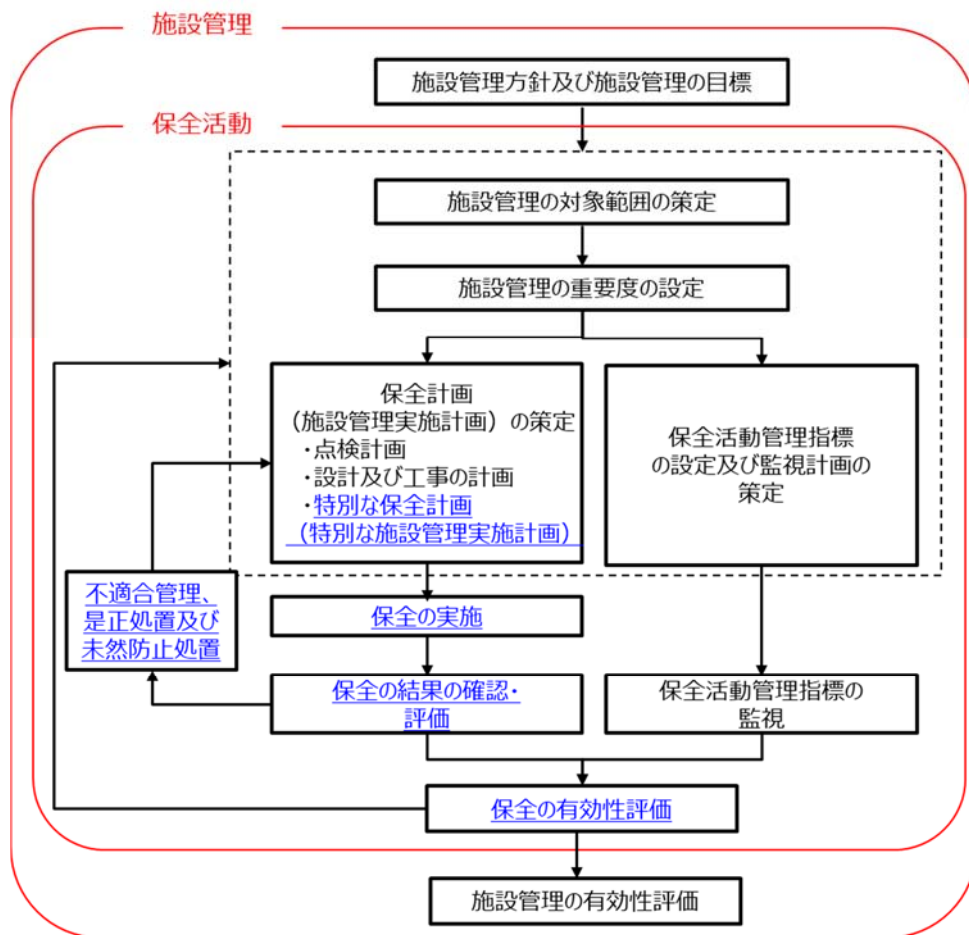 施設管理
施設管理方針及び施設管理の目標
保全活動
施設管理の対象範囲の策定
施設管理の重要度の設定
保全計画
（施設管理実施計画）の策定
・点検計画
・設計及び工事の計画
・特別な保全計画
（特別な施設管理実施計画）
保全活動管理指標
の設定及び監視計画の
策定
不適合管理、
是正処置及び
未然防止処置
保全の実施
保全の結果の確認・
評価
保全活動管理指標の
監視
保全の有効性評価
施設管理の有効性評価